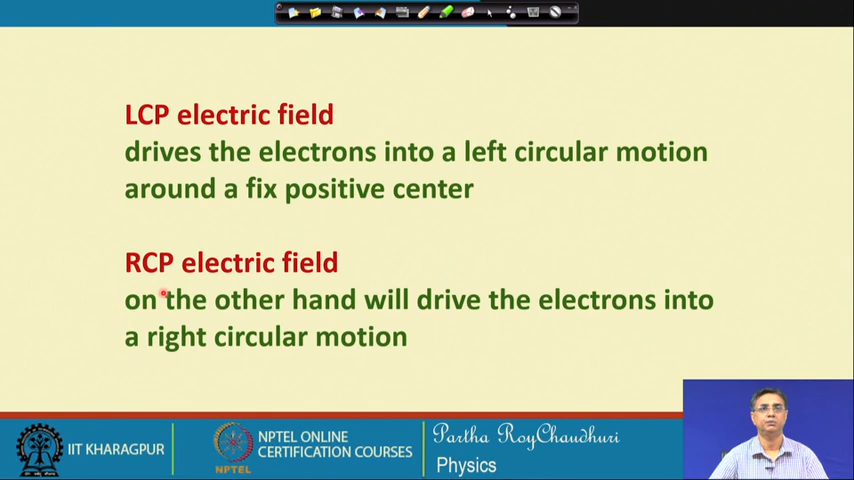 LCP electric field
drives the electrons into a left circular motion
around a fix positive center
RCP electric field
on the other hand will drive the electrons into
a right circular motion
IIT KHARAGPUR
NPTEL
NPTEL ONLINE
CERTIFICATION COURSES
Partha RoyChaudhuri
Physics